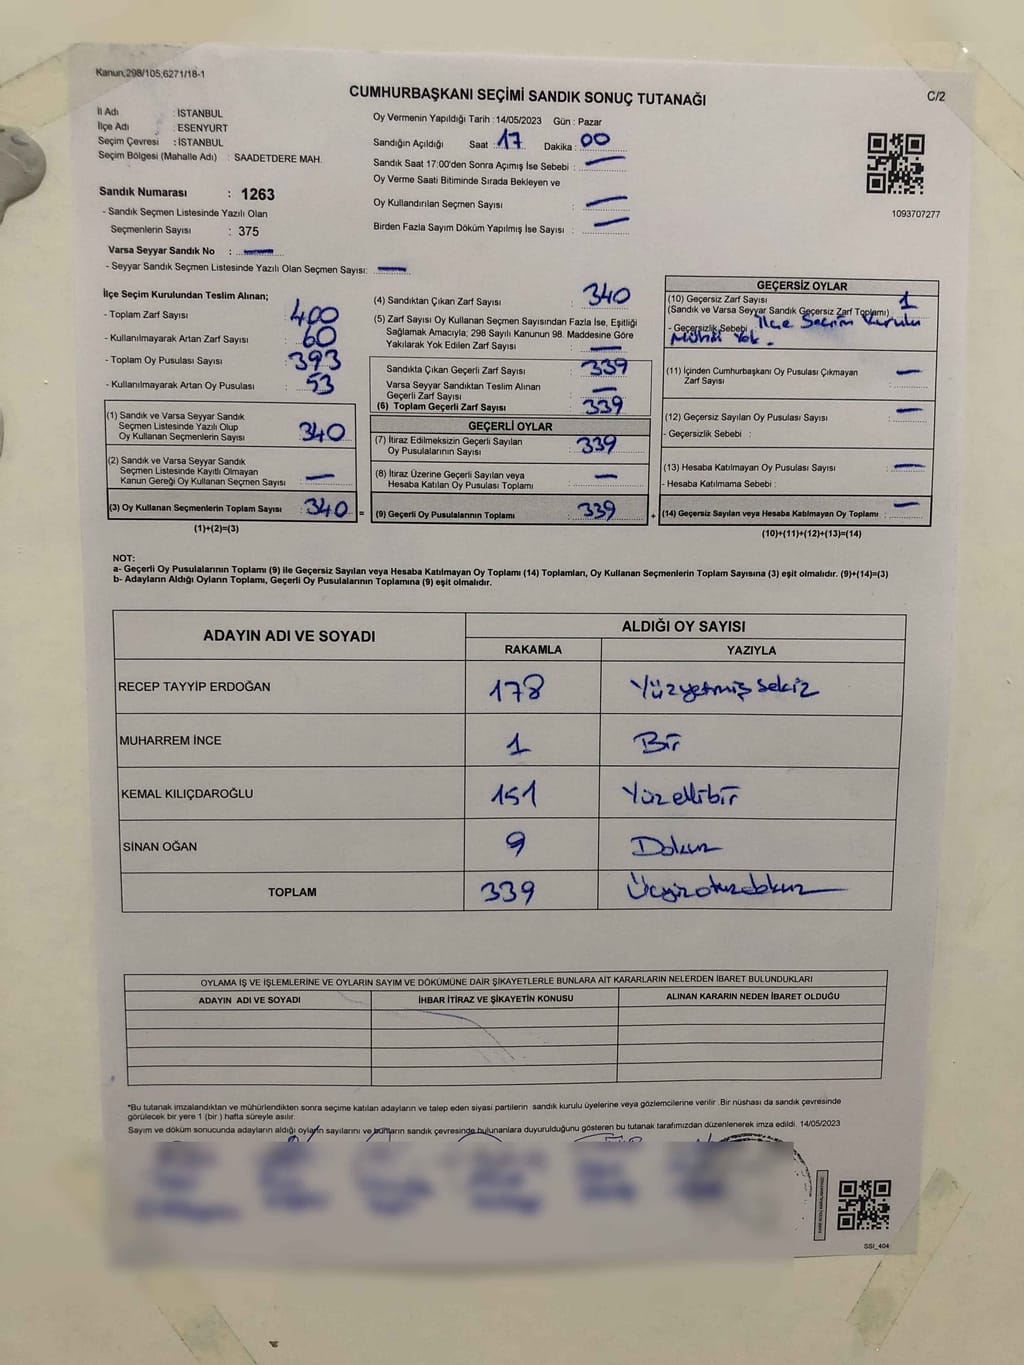 Kanun,298/105,6271/18-1
CUMHURBAŞKANI SEÇİMİ SANDIK SONUÇ TUTANAĞI
C/2
İl Adı : İSTANBUL
İlçe Adı : ESENYURT
Seçim Çevresi : İSTANBUL
Seçim Bölgesi (Mahalle Adı) : SAADETDERE MAH.
Sandık Numarası : 1263
- Sandık Seçmen Listesinde Yazılı Olan
Seçmenlerin Sayısı : 375
Varsa Seyyar Sandık No : —
- Seyyar Sandık Seçmen Listesinde Yazılı Olan Seçmen Sayısı: —
Oy Vermenin Yapıldığı Tarih : 14/05/2023 Gün : Pazar
Sandığın Açıldığı Saat : 17 Dakika : 00
Sandık Saat 17:00'den Sonra Açımış İse Sebebi : —
Oy Verme Saati Bitiminde Sırada Bekleyen ve
Oy Kullandırılan Seçmen Sayısı : —
Birden Fazla Sayım Döküm Yapılmış İse Sayısı : —
1093707277
İlçe Seçim Kurulundan Teslim Alınan;
- Toplam Zarf Sayısı : 400
- Kullanılmayarak Artan Zarf Sayısı : 60
- Toplam Oy Pusulası Sayısı : 393
- Kullanılmayarak Artan Oy Pusulası : 53
(1) Sandık ve Varsa Seyyar Sandık
Seçmen Listesinde Yazılı Olup
Oy Kullanan Seçmenlerin Sayısı : 340
(2) Sandık ve Varsa Seyyar Sandık
Seçmen Listesinde Kayıtlı Olmayan
Kanun Gereği Oy Kullanan Seçmen Sayısı : —
(3) Oy Kullanan Seçmenlerin Toplam Sayısı : 340 =
(1)+(2)=(3)
(4) Sandıktan Çıkan Zarf Sayısı : 340
(5) Zarf Sayısı Oy Kullanan Seçmen Sayısından Fazla İse, Eşitliği
Sağlamak Amacıyla; 298 Sayılı Kanunun 98. Maddesine Göre
Yakılarak Yok Edilen Zarf Sayısı : —
Sandıkta Çıkan Geçerli Zarf Sayısı : 339
Varsa Seyyar Sandıktan Teslim Alınan
Geçerli Zarf Sayısı : —
(6) Toplam Geçerli Zarf Sayısı : 339
GEÇERLİ OYLAR
(7) İtiraz Edilmeksizin Geçerli Sayılan
Oy Pusulalarının Sayısı : 339
(8) İtiraz Üzerine Geçerli Sayılan veya
Hesaba Katılan Oy Pusulası Toplamı : —
(9) Geçerli Oy Pusulalarının Toplamı : 339 +
GEÇERSİZ OYLAR
(10) Geçersiz Zarf Sayısı : 1
(Sandık ve Varsa Seyyar Sandık Geçersiz Zarf Toplamı)
- Geçersizlik Sebebi : İlçe Seçim Kurulu
Mührü Yok.
(11) İçinden Cumhurbaşkanı Oy Pusulası Çıkmayan
Zarf Sayısı : —
(12) Geçersiz Sayılan Oy Pusulası Sayısı : —
- Geçersizlik Sebebi :
(13) Hesaba Katılmayan Oy Pusulası Sayısı : —
- Hesaba Katılmama Sebebi :
(14) Geçersiz Sayılan veya Hesaba Katılmayan Oy Toplamı : —
(10)+(11)+(12)+(13)=(14)
NOT:
a- Geçerli Oy Pusulalarının Toplamı (9) ile Geçersiz Sayılan veya Hesaba Katılmayan Oy Toplamı (14) Toplamları, Oy Kullanan Seçmenlerin Toplam Sayısına (3) eşit olmalıdır. (9)+(14)=(3)
b- Adayların Aldığı Oyların Toplamı, Geçerli Oy Pusulalarının Toplamına (9) eşit olmalıdır.
ADAYIN ADI VE SOYADI ALDIĞI OY SAYISI
RAKAMLA YAZIYLA
RECEP TAYYİP ERDOĞAN 178 Yüzyetmiş sekiz
MUHARREM İNCE 1 Bir
KEMAL KILIÇDAROĞLU 151 Yüzellibir
SİNAN OĞAN 9 Dokuz
TOPLAM 339 Üçyüzotuzdokuz
OYLAMA İŞ VE İŞLEMLERİNE VE OYLARIN SAYIM VE DÖKÜMÜNE DAİR ŞİKAYETLERLE BUNLARA AİT KARARLARIN NELERDEN İBARET BULUNDUKLARI
ADAYIN ADI VE SOYADI İHBAR İTİRAZ VE ŞİKAYETİN KONUSU ALINAN KARARIN NEDEN İBARET OLDUĞU
*Bu tutanak imzalandıktan ve mühürlendikten sonra seçime katılan adayların ve talep eden siyasi partilerin sandık kurulu üyelerine veya gözlemcilerine verilir .Bir nüshası da sandık çevresinde
görülecek bir yere 1 (bir ) hafta süreyle asılır.
Sayım ve döküm sonucunda adayların aldığı oyların sayılarını ve bunların sandık çevresinde bulunanlara duyurulduğunu gösteren bu tutanak tarafımızdan düzenlenerek imza edildi. 14/05/2023
SSI_404